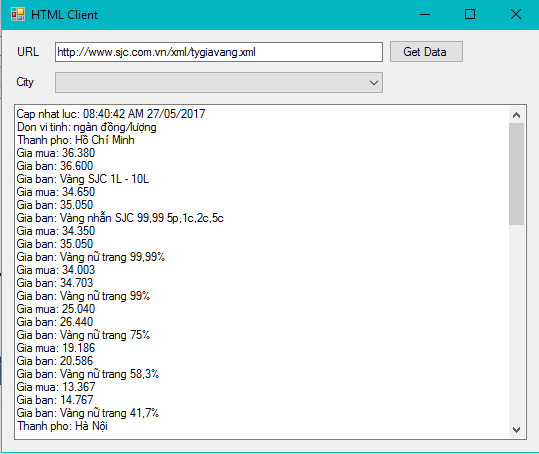 HTML Client
URL http://www.sjc.com.vn/xml/tygiavang.xml Get Data
City
Cap nhat luc: 08:40:42 AM 27/05/2017
Don vi tinh: ngàn đồng/lượng
Thanh pho: Hồ Chí Minh
Gia mua: 36.380
Gia ban: 36.600
Gia ban: Vàng SJC 1L - 10L
Gia mua: 34.650
Gia ban: 35.050
Gia ban: Vàng nhẫn SJC 99,99 5p,1c,2c,5c
Gia mua: 34.350
Gia ban: 35.050
Gia ban: Vàng nữ trang 99,99%
Gia mua: 34.003
Gia ban: 34.703
Gia ban: Vàng nữ trang 99%
Gia mua: 25.040
Gia ban: 26.440
Gia ban: Vàng nữ trang 75%
Gia mua: 19.186
Gia ban: 20.586
Gia ban: Vàng nữ trang 58,3%
Gia mua: 13.367
Gia ban: 14.767
Gia ban: Vàng nữ trang 41,7%
Thanh pho: Hà Nội